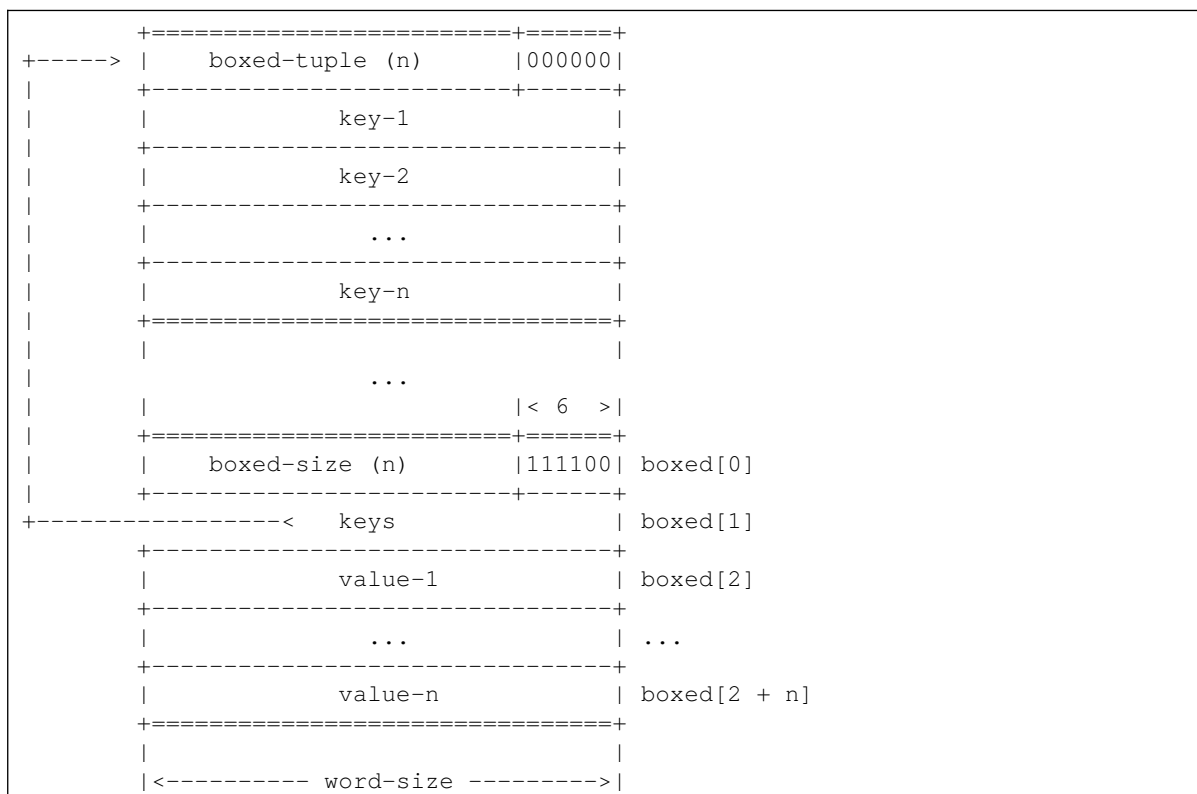 +=========================+======+
+-----> |    boxed-tuple (n)      |000000|
|       +-------------------------+------+
|       |             key-1              |
|       +--------------------------------+
|       |             key-2              |
|       +--------------------------------+
|       |               ...              |
|       +--------------------------------+
|       |             key-n              |
|       +================================+
|       |                                |
|                       ...
|       |                         |< 6  >|
|       +=========================+======+
|       |    boxed-size (n)       |111100| boxed[0]
|       +-------------------------+------+
+-----------------<   keys               | boxed[1]
        +--------------------------------+
        |             value-1            | boxed[2]
        +--------------------------------+
        |               ...              | ...
        +--------------------------------+
        |             value-n            | boxed[2 + n]
        +================================+
        |                                |
        |<---------- word-size --------->|